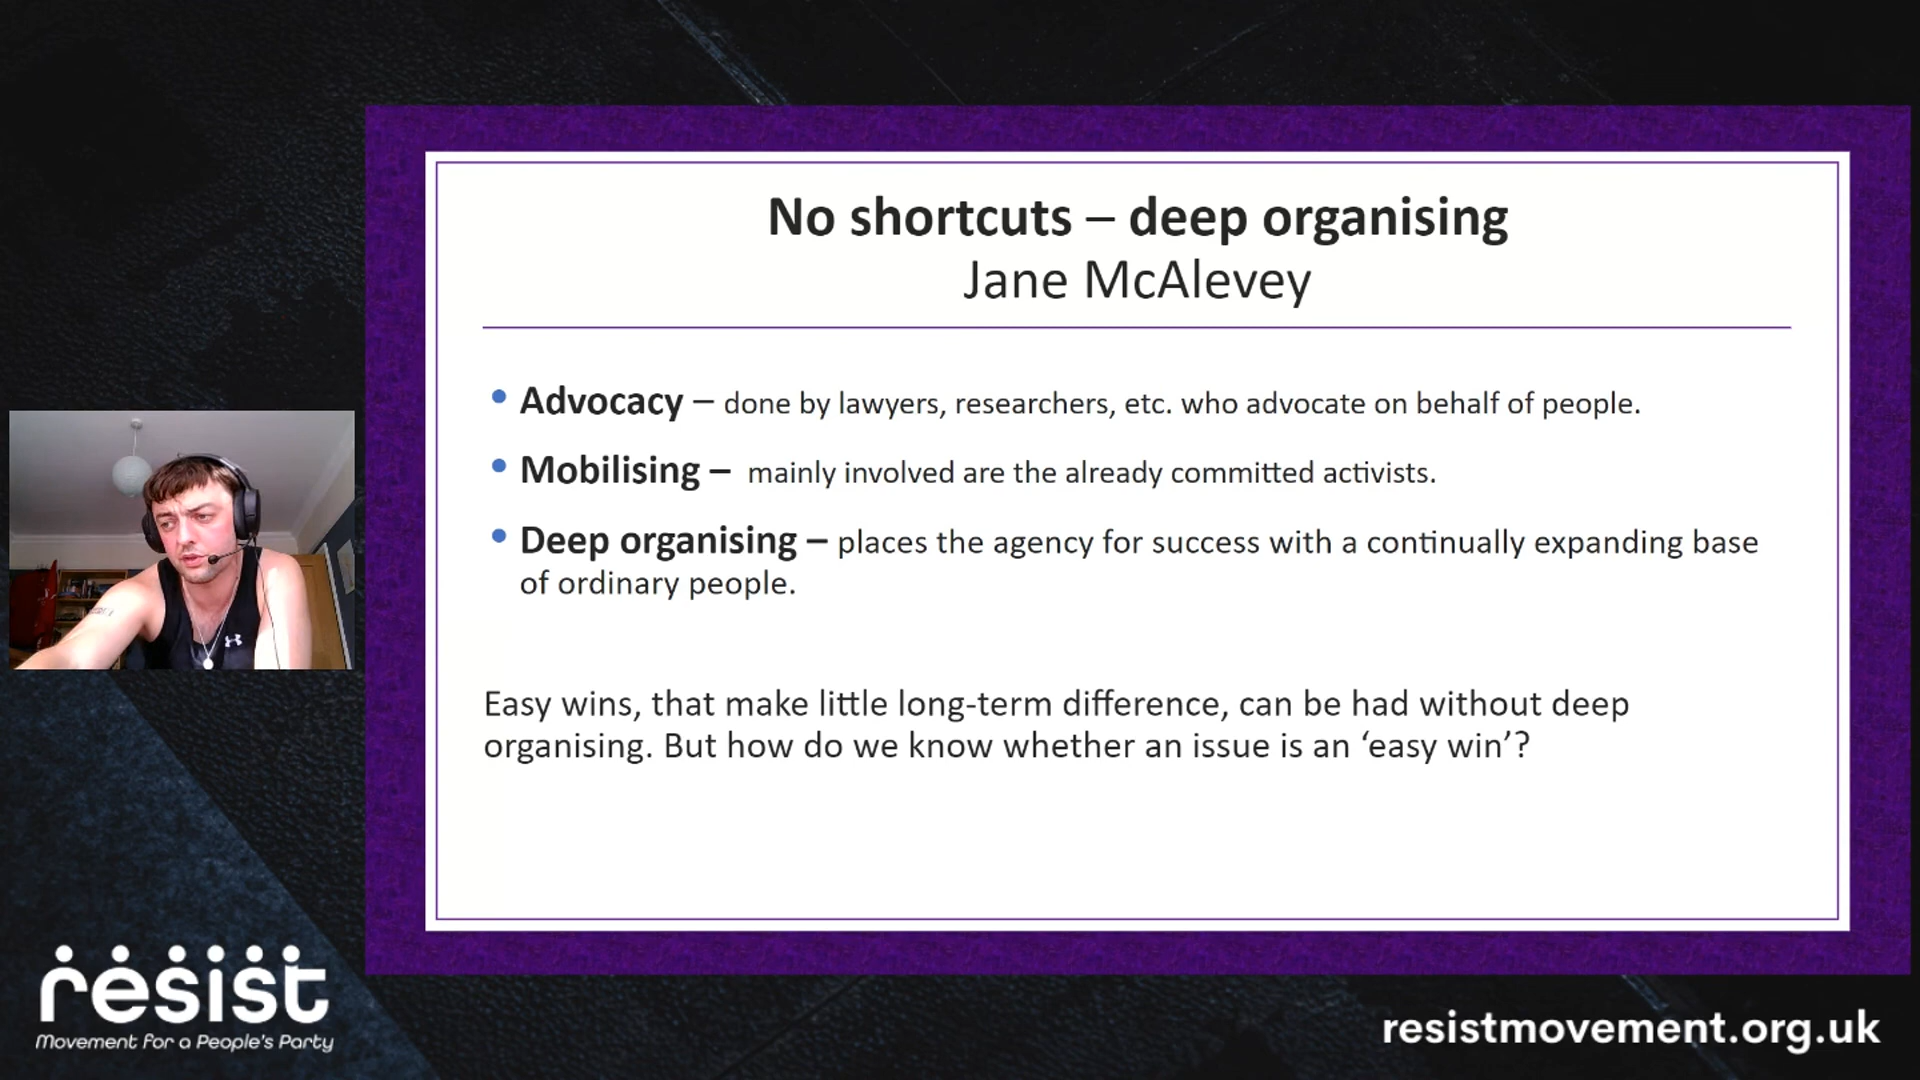 No shortcuts – deep organising
Jane McAlevey
• Advocacy – done by lawyers, researchers, etc. who advocate on behalf of people.
• Mobilising – mainly involved are the already committed activists.
• Deep organising – places the agency for success with a continually expanding base
of ordinary people.
Easy wins, that make little long-term difference, can be had without deep
organising. But how do we know whether an issue is an ‘easy win’?
resist
Movement for a People's Party
resistmovement.org.uk